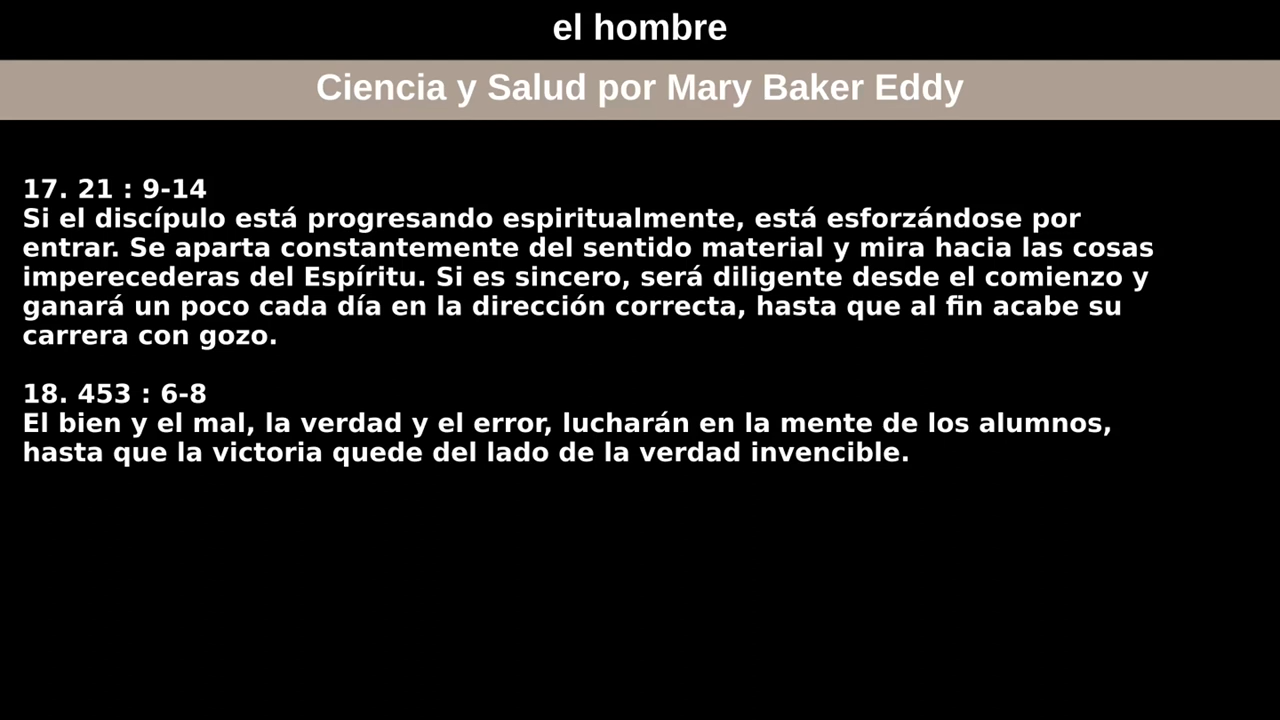 el hombre
Ciencia y Salud por Mary Baker Eddy
17. 21 : 9-14
Si el discípulo está progresando espiritualmente, está esforzándose por
entrar. Se aparta constantemente del sentido material y mira hacia las cosas
imperecederas del Espíritu. Si es sincero, será diligente desde el comienzo y
ganará un poco cada día en la dirección correcta, hasta que al fin acabe su
carrera con gozo.
18. 453 : 6-8
El bien y el mal, la verdad y el error, lucharán en la mente de los alumnos,
hasta que la victoria quede del lado de la verdad invencible.